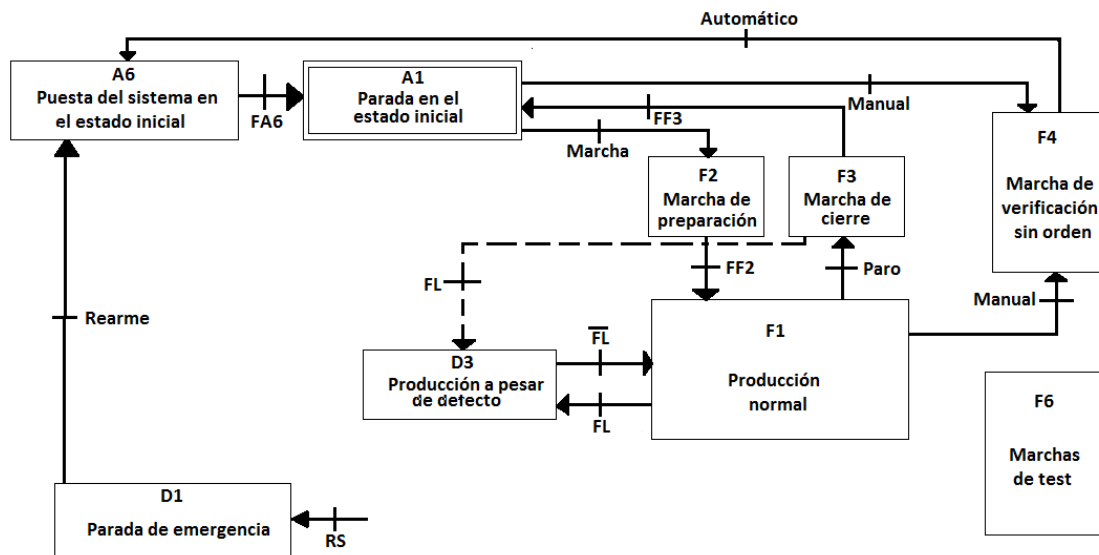 Automático
A6
Puesta del sistema en
el estado inicial
FA6
A1
Parada en el
estado inicial
Manual
FF3
Marcha
F4
Marcha de
verificación
sin orden
F2
Marcha de
preparación
F3
Marcha de
cierre
FL
FF2
Paro
Manual
Rearme
F1
Producción
normal
FL
D3
Producción a pesar
de defecto
FL
F6
Marchas
de test
D1
Parada de emergencia
RS